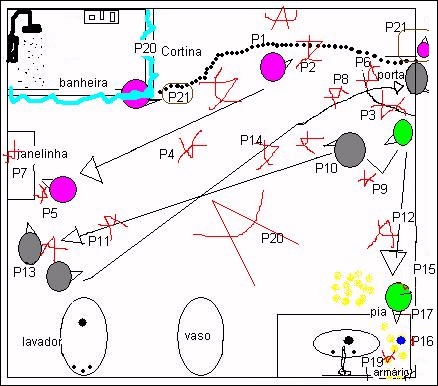 P21
P1
P20
Cortina
P2
P6
porta
banheira
P21
P8
P3
P14
janelinha
P4
P10
P7
P9
P5
P12
P11
P20
P13
P15
pia
P17
lavador
vaso
P16
P19
armário